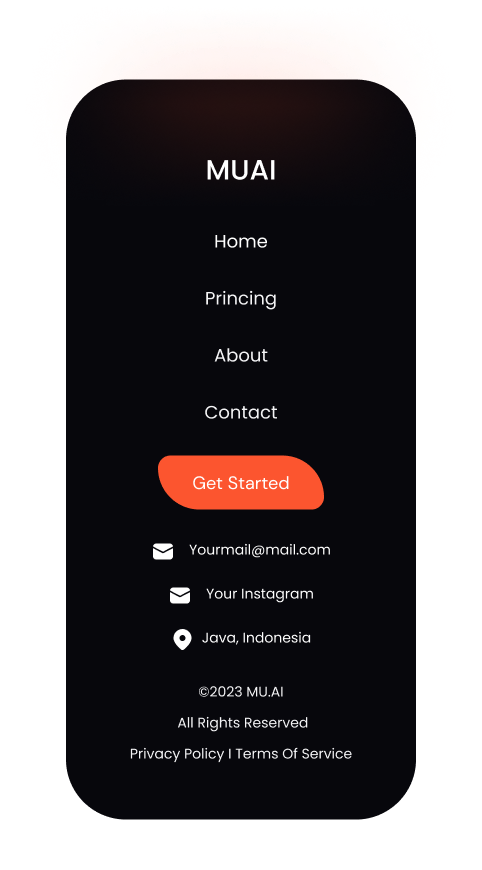 MUAI
Home
Princing
About
Contact
Get Started
Yourmail@mail.com
Your Instagram
Java, Indonesia
©2023 MU.AI
All Rights Reserved
Privacy Policy I Terms Of Service